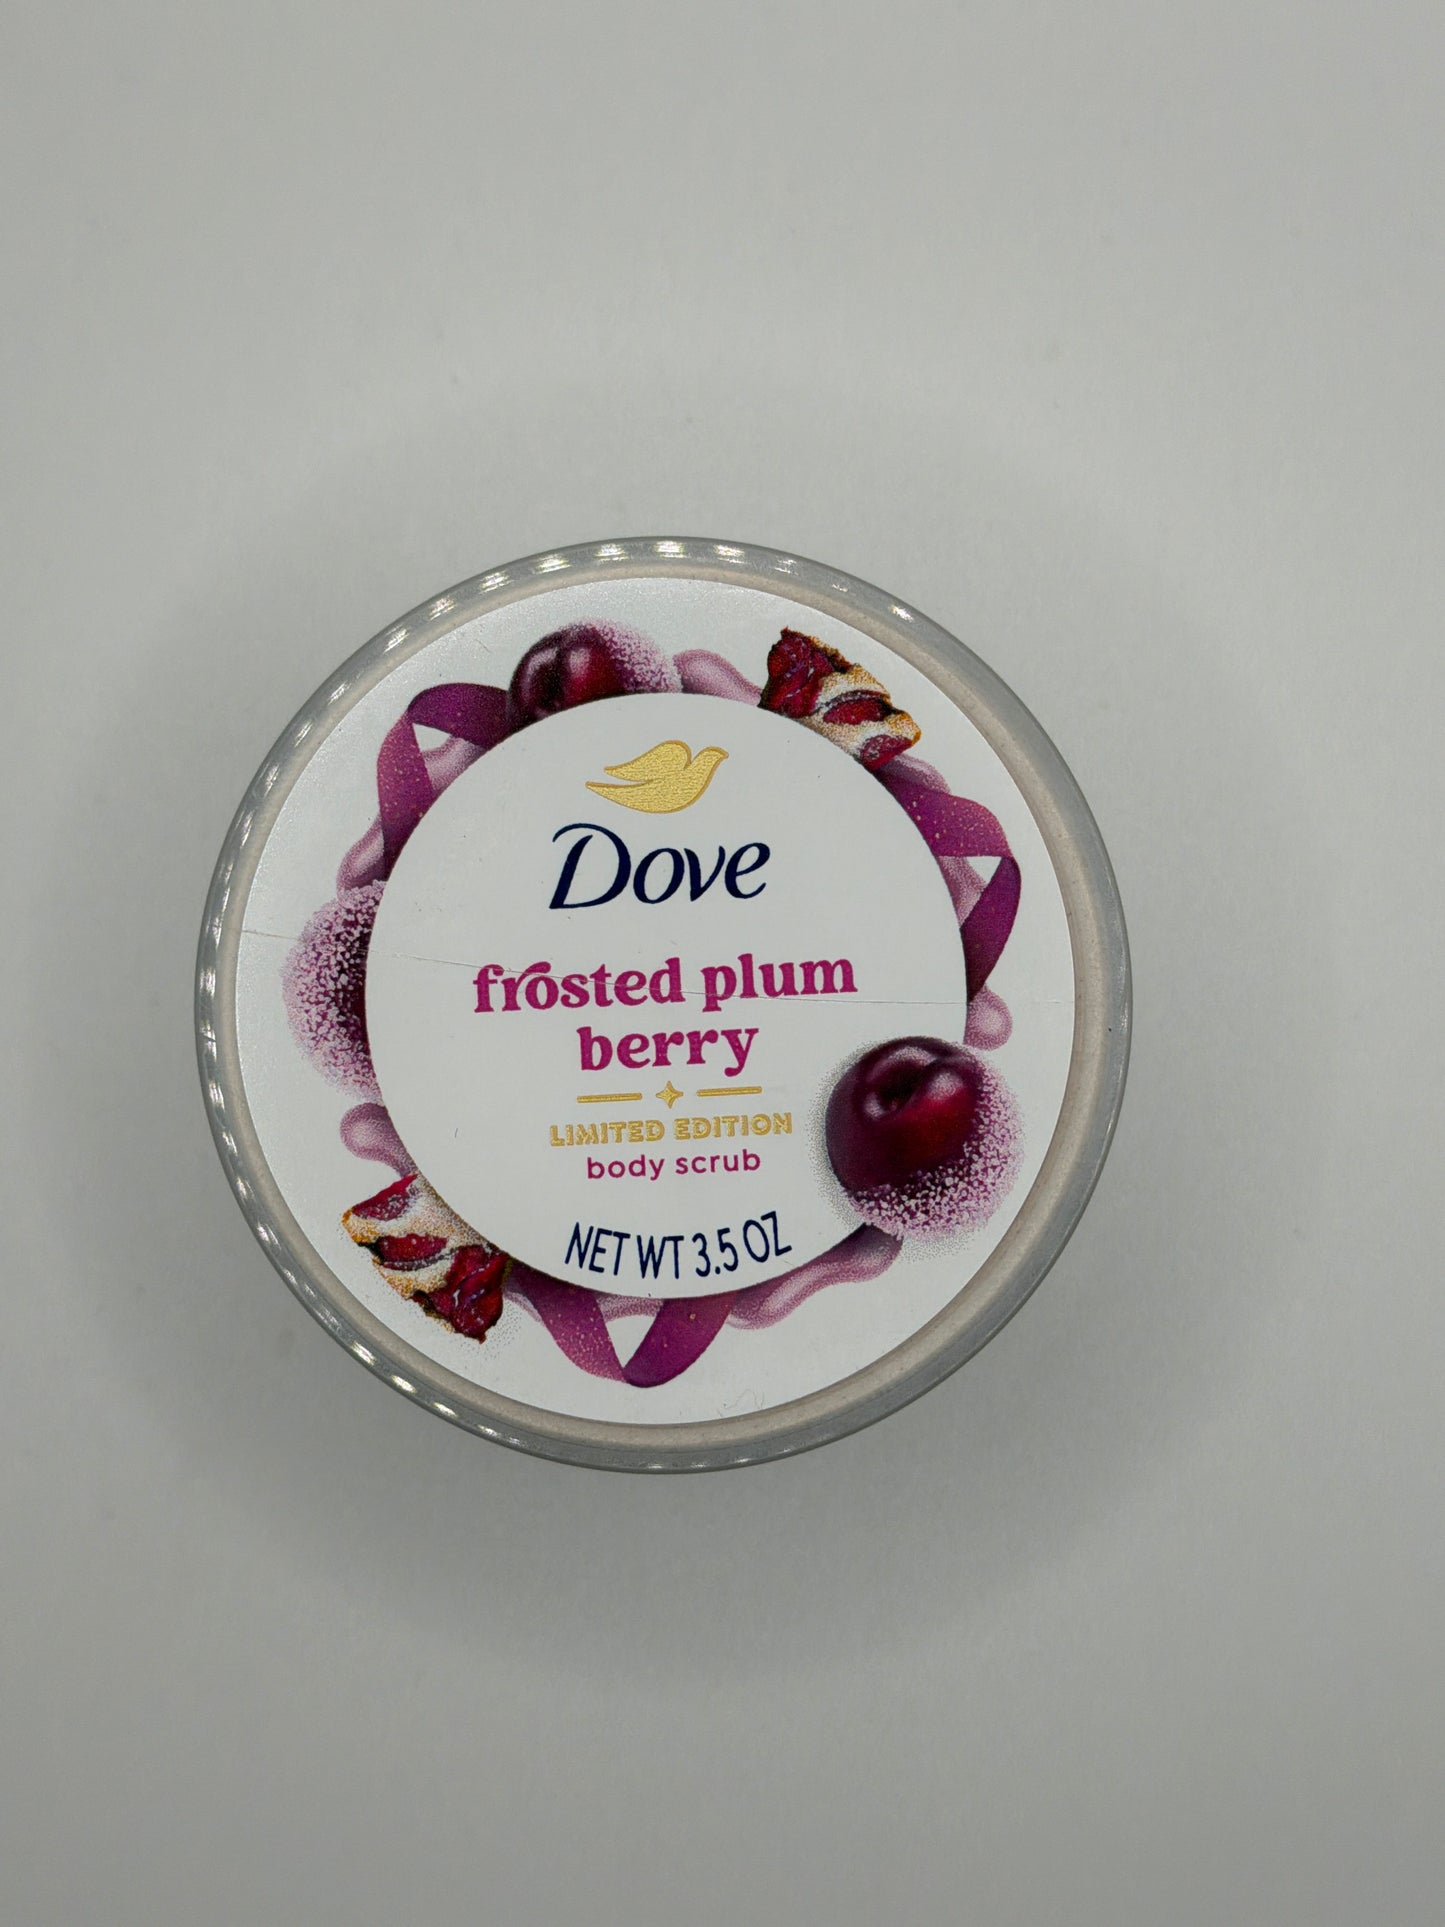 Dove
frosted plum
berry
LIMITED EDITION
body scrub
NET WT 3.5 OZ